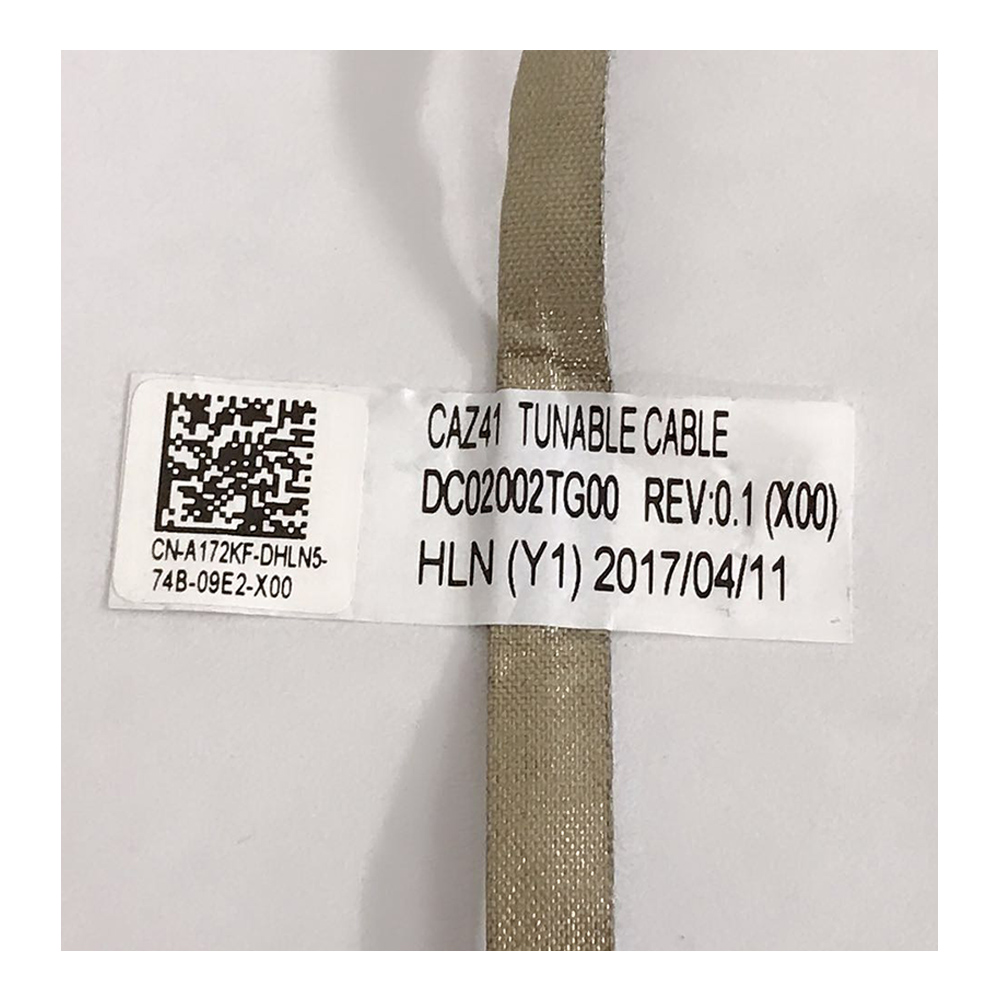 CAZ41 TUNABLE CABLE
DC02002TG00 REV:0.1 (X00)
HLN (Y1) 2017/04/11
CN-A172KF-DHLN5-
74B-09E2-X00